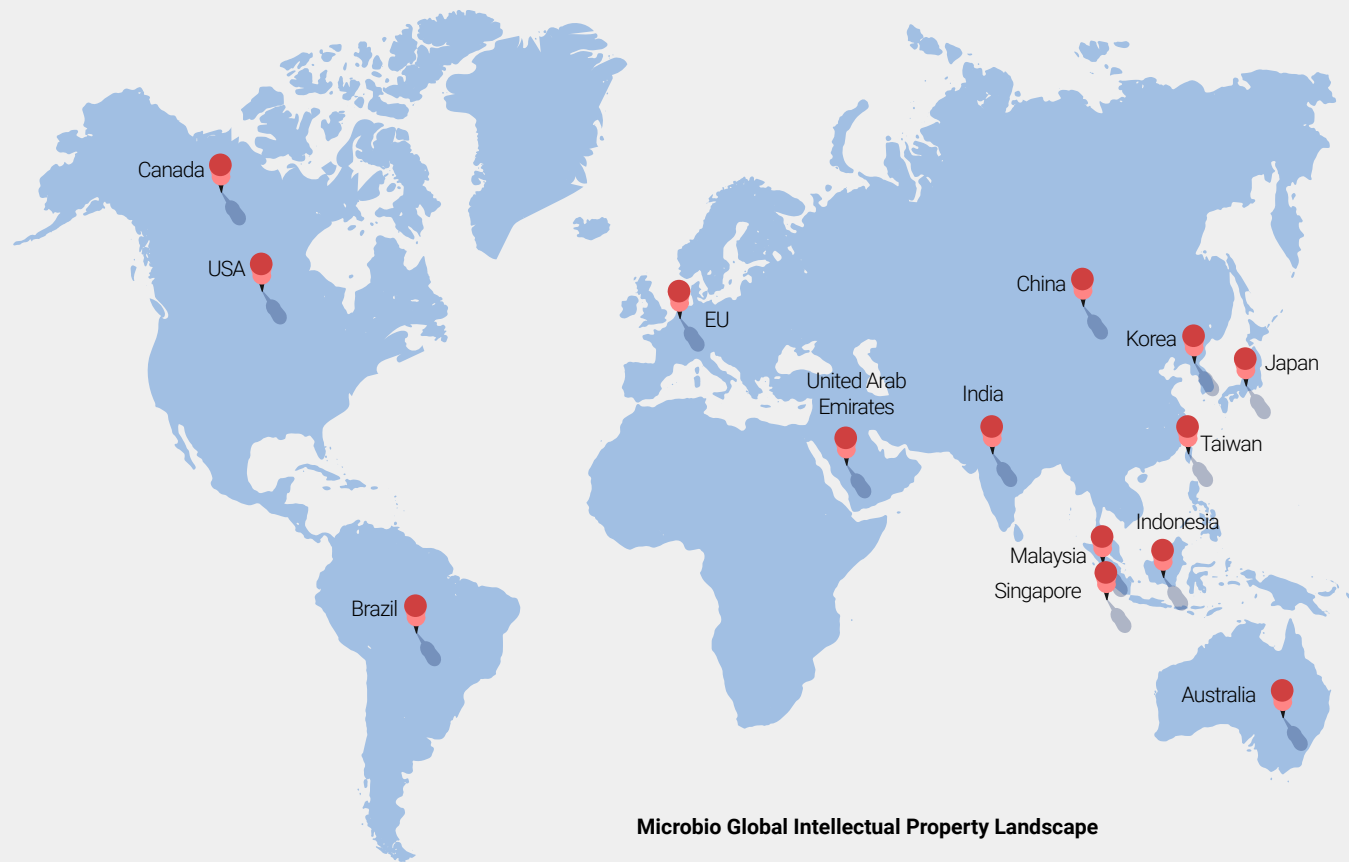 Canada
USA
EU
China
Korea
Japan
United Arab
Emirates
India
Taiwan
Indonesia
Malaysia
Singapore
Brazil
Australia
Microbio Global Intellectual Property Landscape